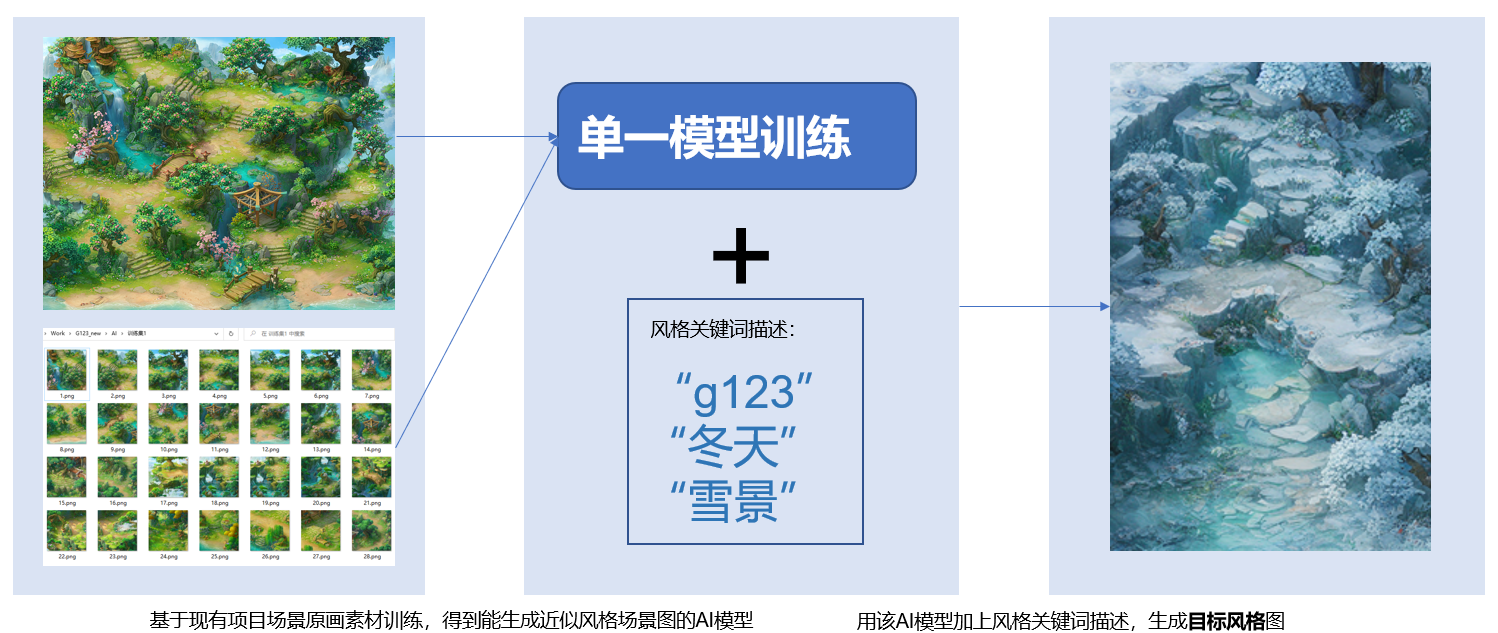 Work › G123_new › AI › 训练集1
在 训练集1 中搜索
1.png 2.png 3.png 4.png 5.png 6.png 7.png
8.png 9.png 10.png 11.png 12.png 13.png 14.png
15.png 16.png 17.png 18.png 19.png 20.png 21.png
22.png 23.png 24.png 25.png 26.png 27.png 28.png
单一模型训练
+
风格关键词描述：
“g123”
“冬天”
“雪景”
基于现有项目场景原画素材训练，得到能生成近似风格场景图的AI模型
用该AI模型加上风格关键词描述，生成目标风格图